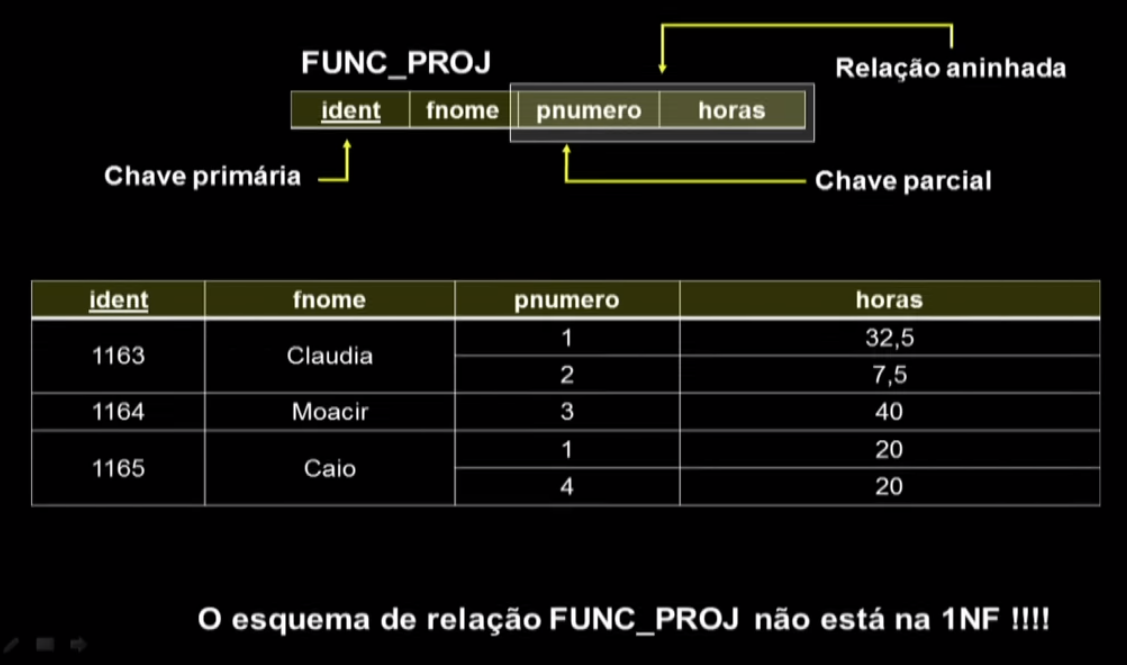 FUNC_PROJ
Relação aninhada
ident fnome pnumero horas
Chave primária
Chave parcial
ident fnome pnumero horas
1163 Claudia 1 32,5
2 7,5
1164 Moacir 3 40
1165 Caio 1 20
4 20
O esquema de relação FUNC_PROJ não está na 1NF !!!!